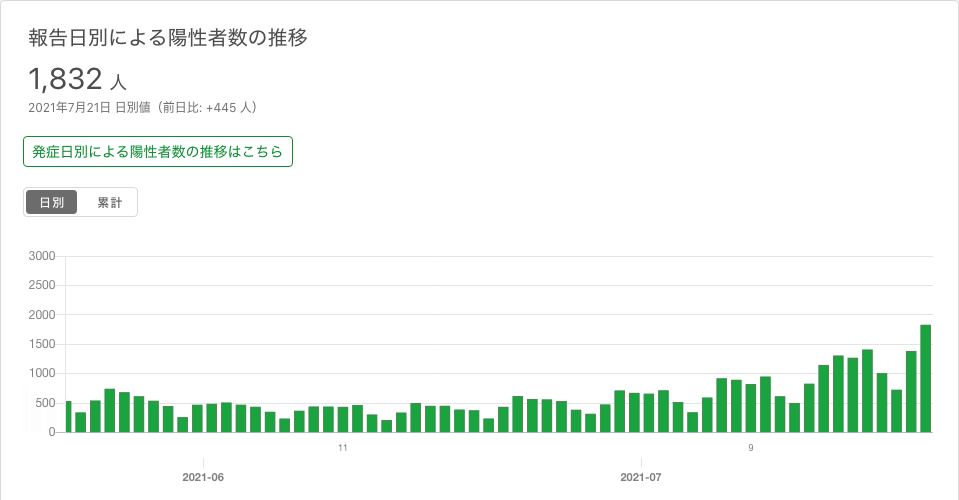 報告日別による陽性者数の推移
1,832 人
2021年7月21日 日別値（前日比: +445 人）
発症日別による陽性者数の推移はこちら
日別 累計
3000
2500
2000
1500
1000
500
0
11 9
2021-06 2021-07